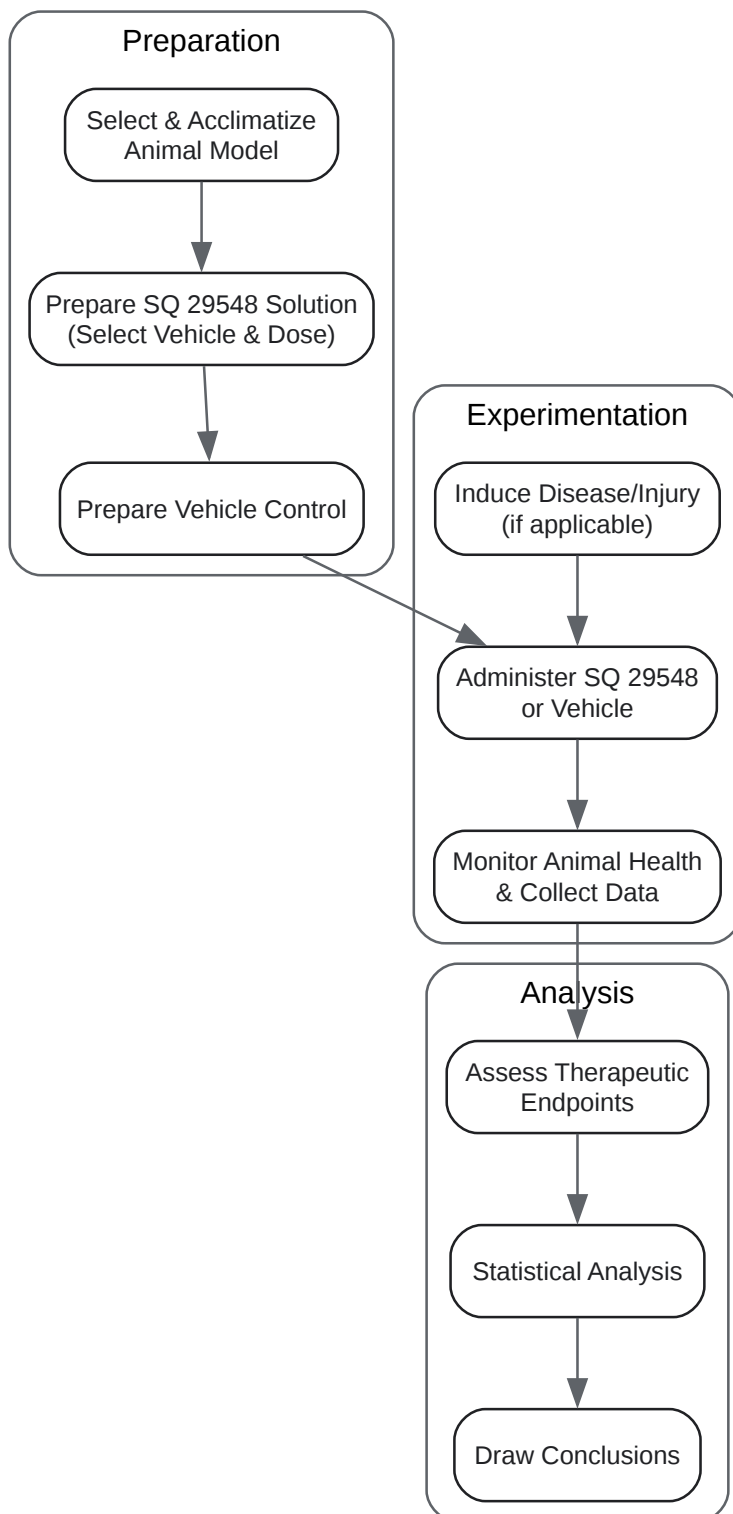 Preparation
Select & Acclimatize
Animal Model
Prepare SQ 29548 Solution
(Select Vehicle & Dose)
Prepare Vehicle Control
Experimentation
Induce Disease/Injury
(if applicable)
Administer SQ 29548
or Vehicle
Monitor Animal Health
& Collect Data
Analysis
Assess Therapeutic
Endpoints
Statistical Analysis
Draw Conclusions